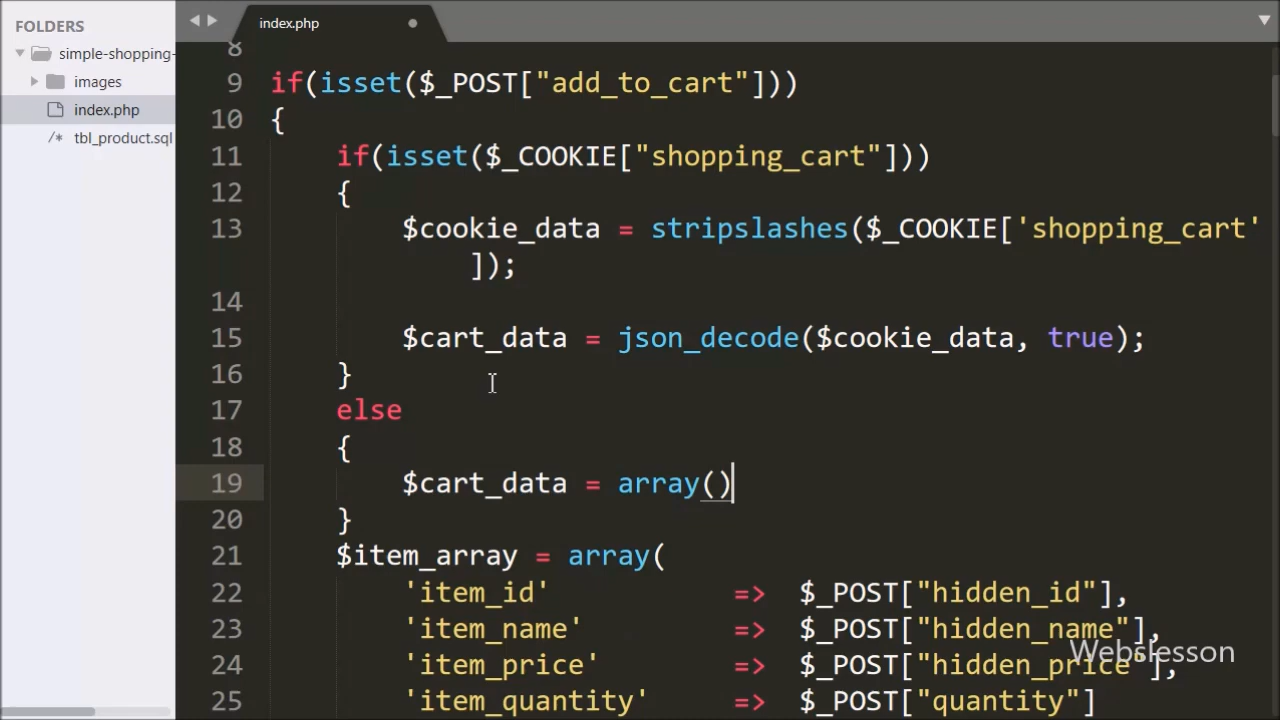 FOLDERS
simple-shopping-
images
index.php
/* tbl_product.sql
index.php
8
9 if(isset($_POST["add_to_cart"]))
10 {
11 if(isset($_COOKIE["shopping_cart"]))
12 {
13 $cookie_data = stripslashes($_COOKIE['shopping_cart'
]);
14
15 $cart_data = json_decode($cookie_data, true);
16 }
17 else
18 {
19 $cart_data = array()
20 }
21 $item_array = array(
22 'item_id' => $_POST["hidden_id"],
23 'item_name' => $_POST["hidden_name"],
24 'item_price' => $_POST["hidden_price"],
25 'item_quantity' => $_POST["quantity"]
Webslesson